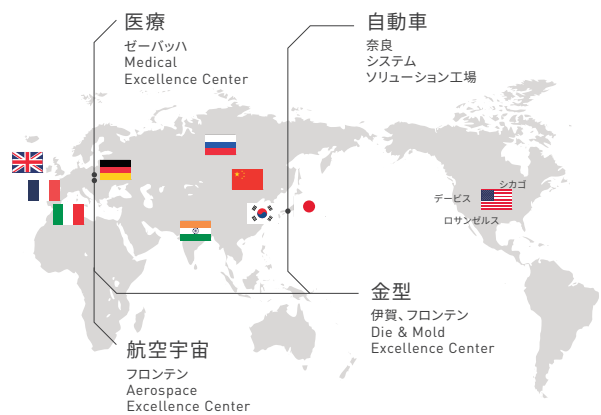 医療
ゼーバッハ
Medical
Excellence Center
自動車
奈良
システム
ソリューション工場
シカゴ
デービス
ロサンゼルス
金型
伊賀、フロンテン
Die & Mold
Excellence Center
航空宇宙
フロンテン
Aerospace
Excellence Center